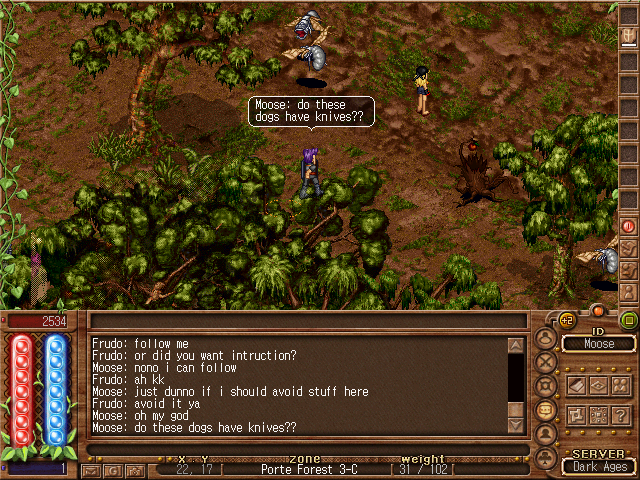 Moose: do these
dogs have knives??
2534
Frudo: follow me
Frudo: or did you want intruction?
Moose: nono i can follow
Frudo: ah kk
Moose: just dunno if i should avoid stuff here
Frudo: avoid it ya
Moose: oh my god
Moose: do these dogs have knives??
+2
ID
Moose
?
SERVER
Dark Ages
x y zone weight
1 G 22, 17 [ Porte Forest 3-C [ 31 / 102 [